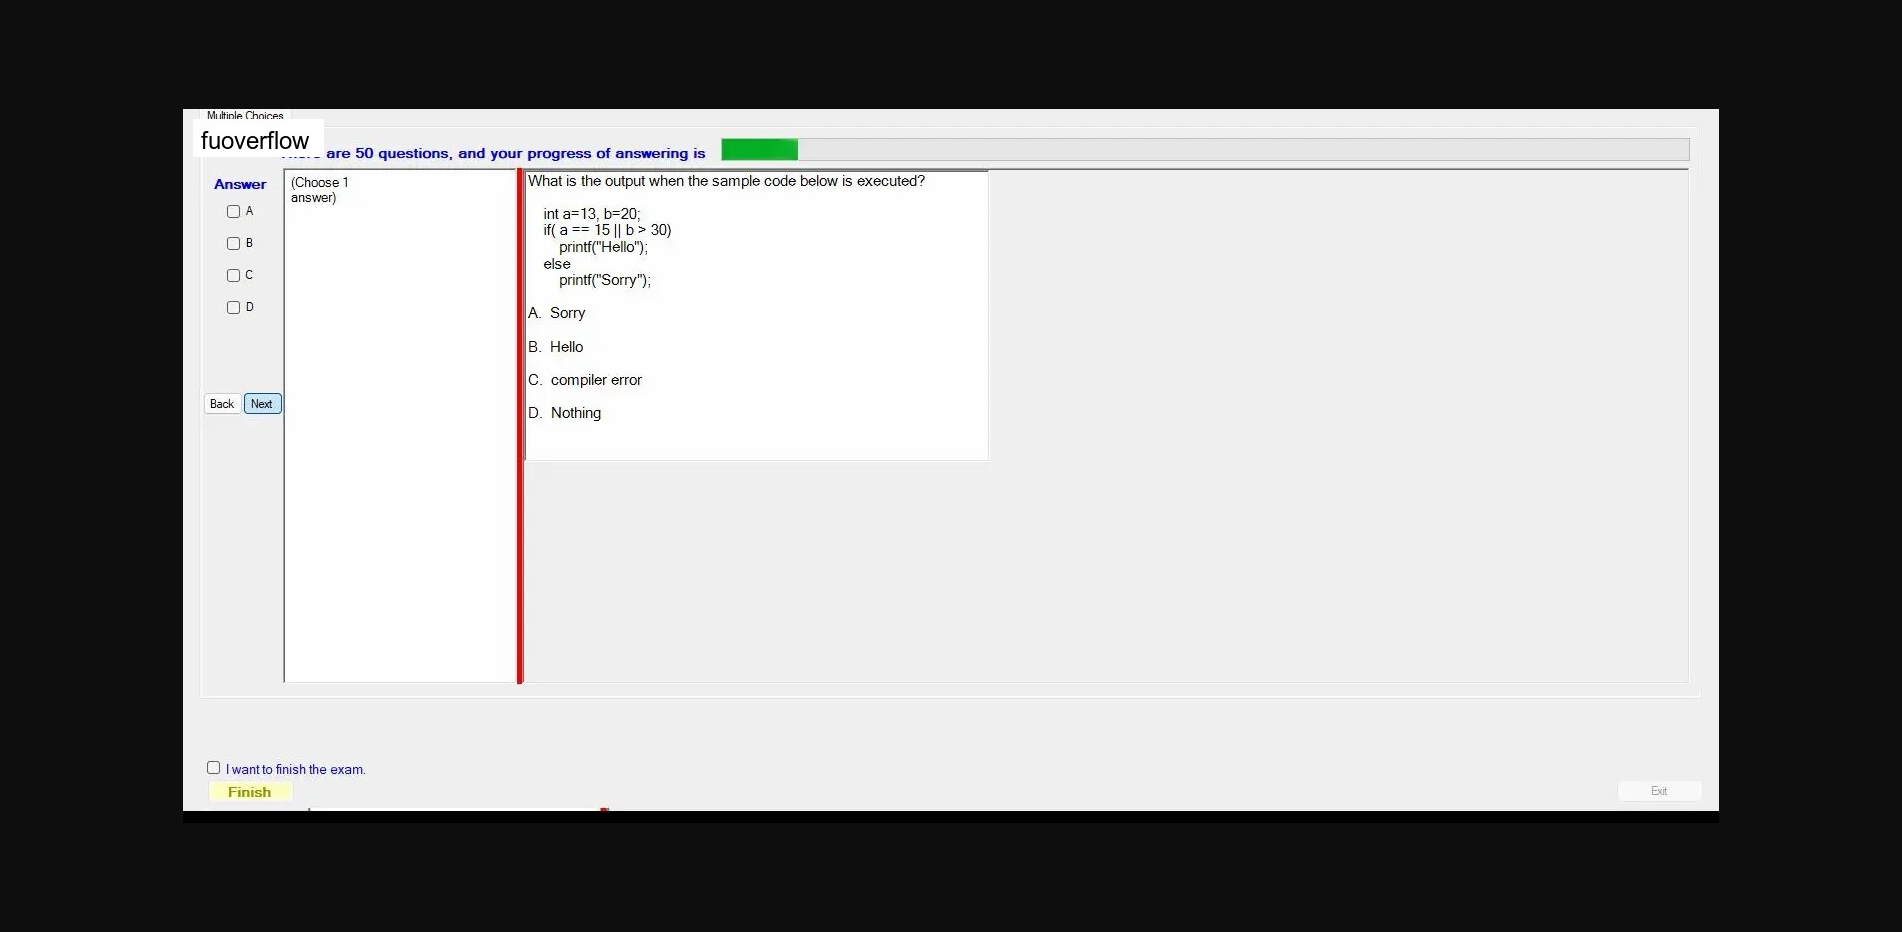 Multiple Choices
fuoverflow
are 50 questions, and your progress of answering is
Answer
A
B
C
D
Back Next
(Choose 1
answer)
What is the output when the sample code below is executed?
int a=13, b=20;
if( a == 15 || b > 30)
printf("Hello");
else
printf("Sorry");
A. Sorry
B. Hello
C. compiler error
D. Nothing
I want to finish the exam.
Finish
Exit